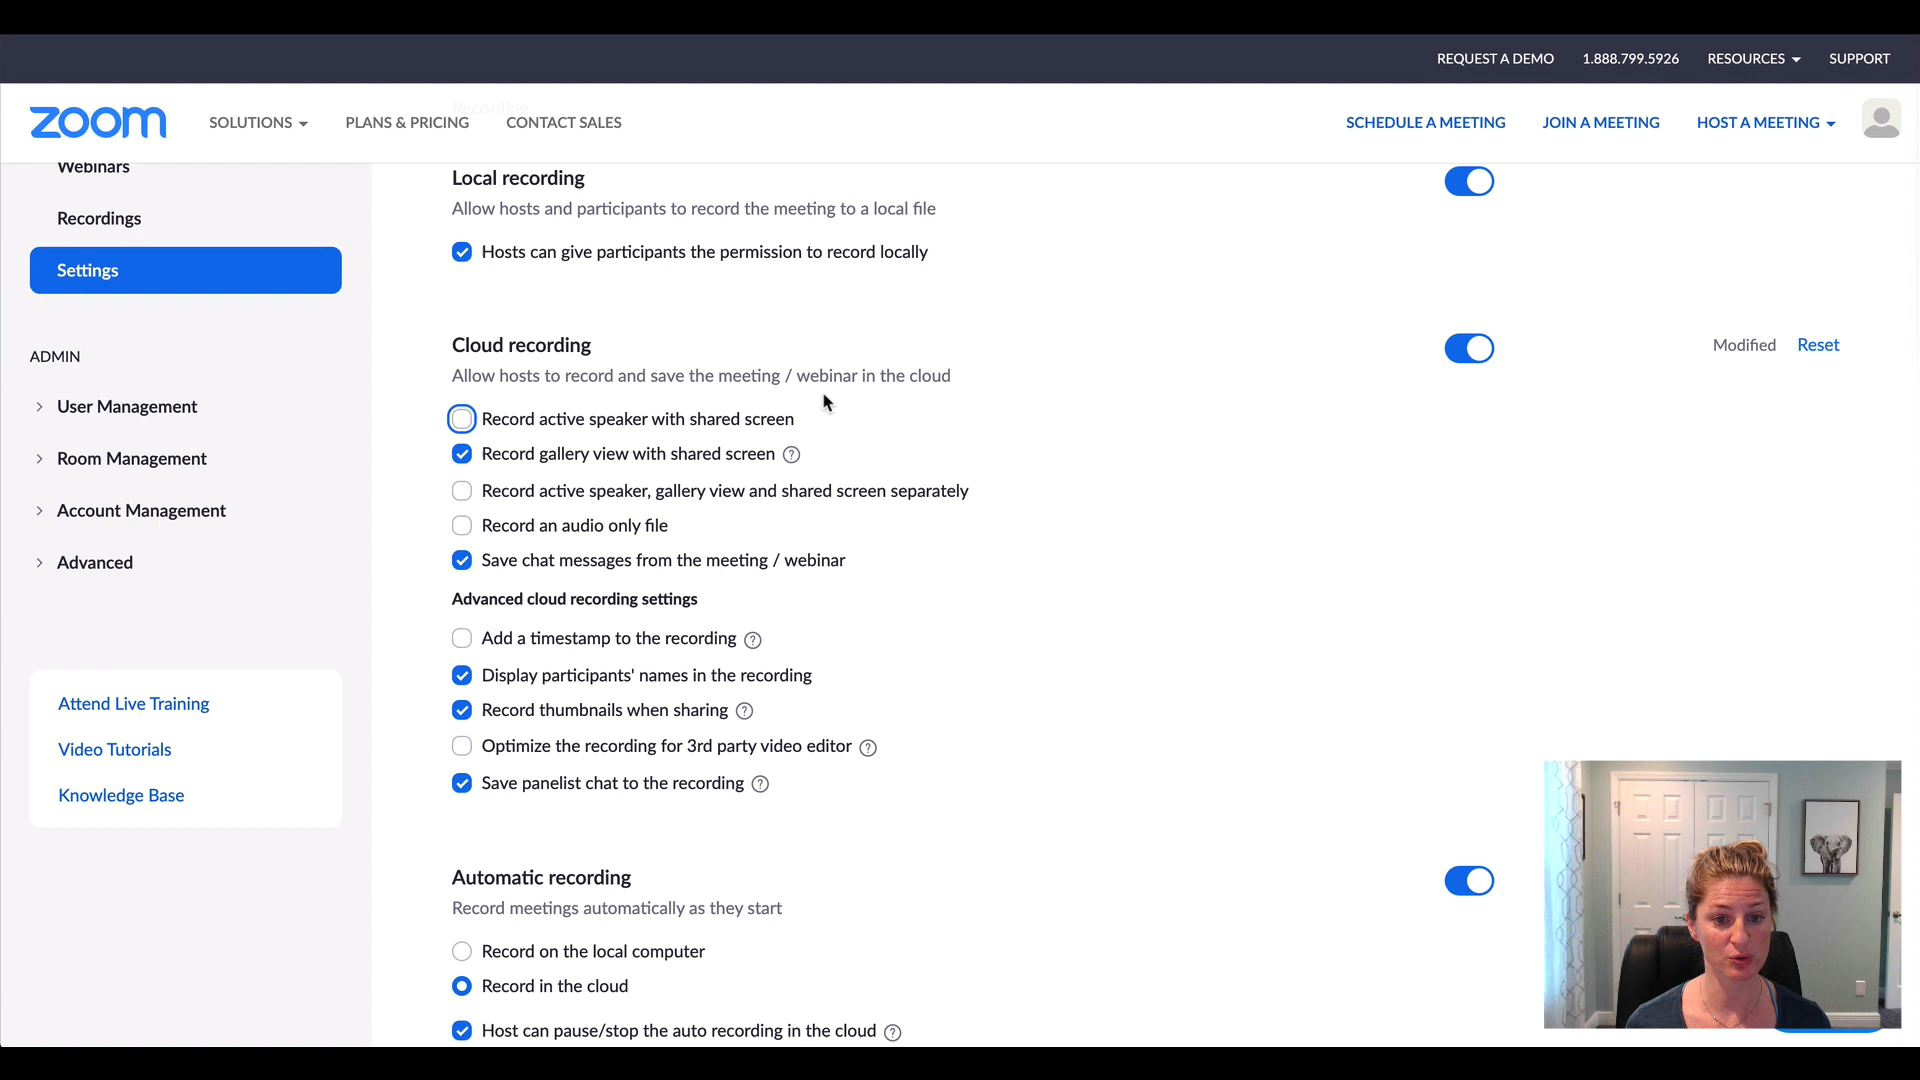 REQUEST A DEMO 1.888.799.5926 RESOURCES SUPPORT
zoom SOLUTIONS PLANS & PRICING CONTACT SALES SCHEDULE A MEETING JOIN A MEETING HOST A MEETING
Recording
Webinars
Recordings
Settings
ADMIN
User Management
Room Management
Account Management
Advanced
Attend Live Training
Video Tutorials
Knowledge Base
Local recording
Allow hosts and participants to record the meeting to a local file
Hosts can give participants the permission to record locally
Cloud recording
Modified Reset
Allow hosts to record and save the meeting / webinar in the cloud
Record active speaker with shared screen
Record gallery view with shared screen ?
Record active speaker, gallery view and shared screen separately
Record an audio only file
Save chat messages from the meeting / webinar
Advanced cloud recording settings
Add a timestamp to the recording ?
Display participants' names in the recording
Record thumbnails when sharing ?
Optimize the recording for 3rd party video editor ?
Save panelist chat to the recording ?
Automatic recording
Record meetings automatically as they start
Record on the local computer
Record in the cloud
Host can pause/stop the auto recording in the cloud ?